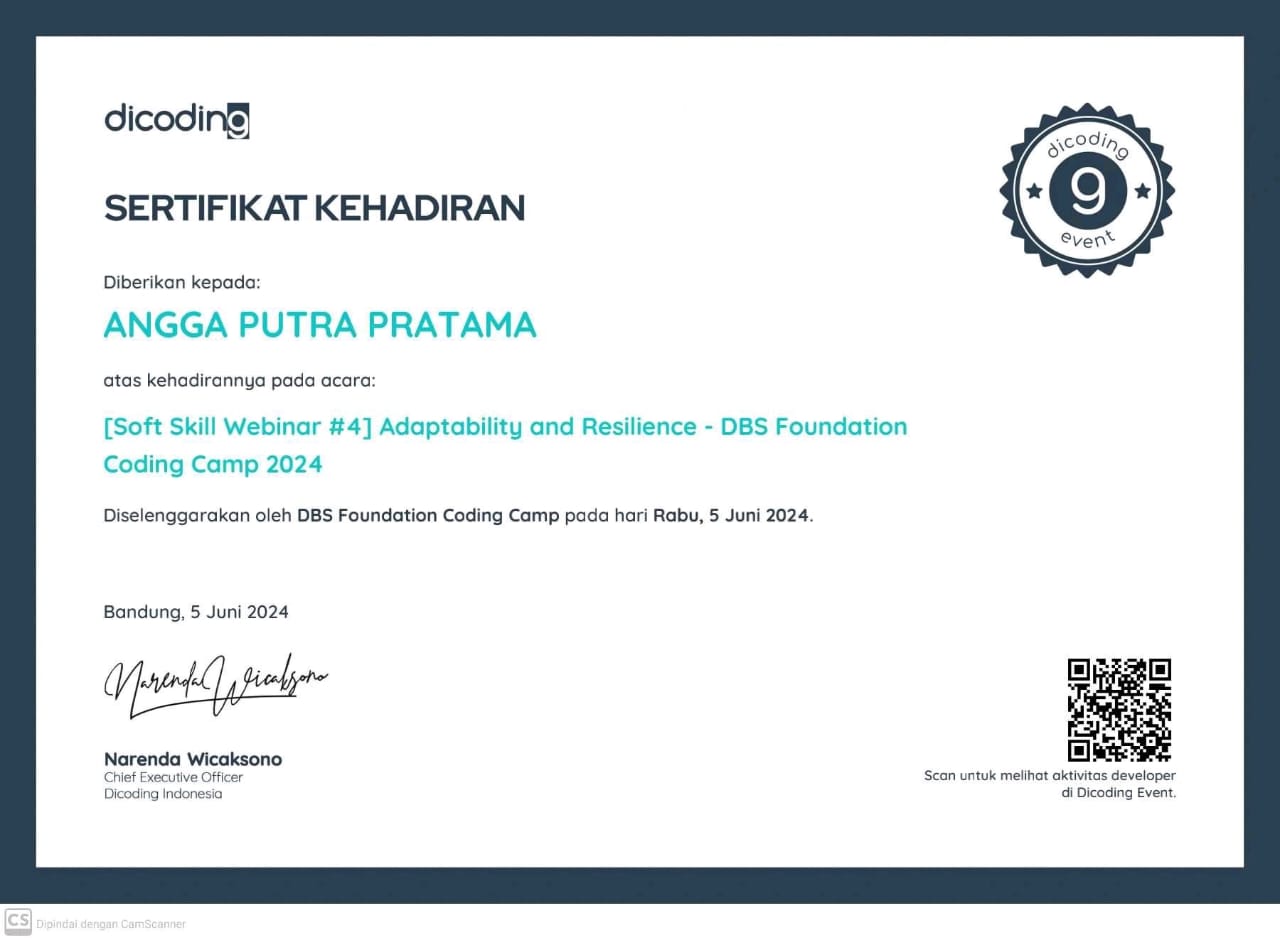 dicoding
SERTIFIKAT KEHADIRAN
dicoding
g
event
Diberikan kepada:
ANGGA PUTRA PRATAMA
atas kehadirannya pada acara:
[Soft Skill Webinar #4] Adaptability and Resilience - DBS Foundation
Coding Camp 2024
Diselenggarakan oleh DBS Foundation Coding Camp pada hari Rabu, 5 Juni 2024.
Bandung, 5 Juni 2024
Narenda Wicaksono
Narenda Wicaksono
Chief Executive Officer
Dicoding Indonesia
Scan untuk melihat aktivitas developer
di Dicoding Event.
CS Dipindai dengan CamScanner